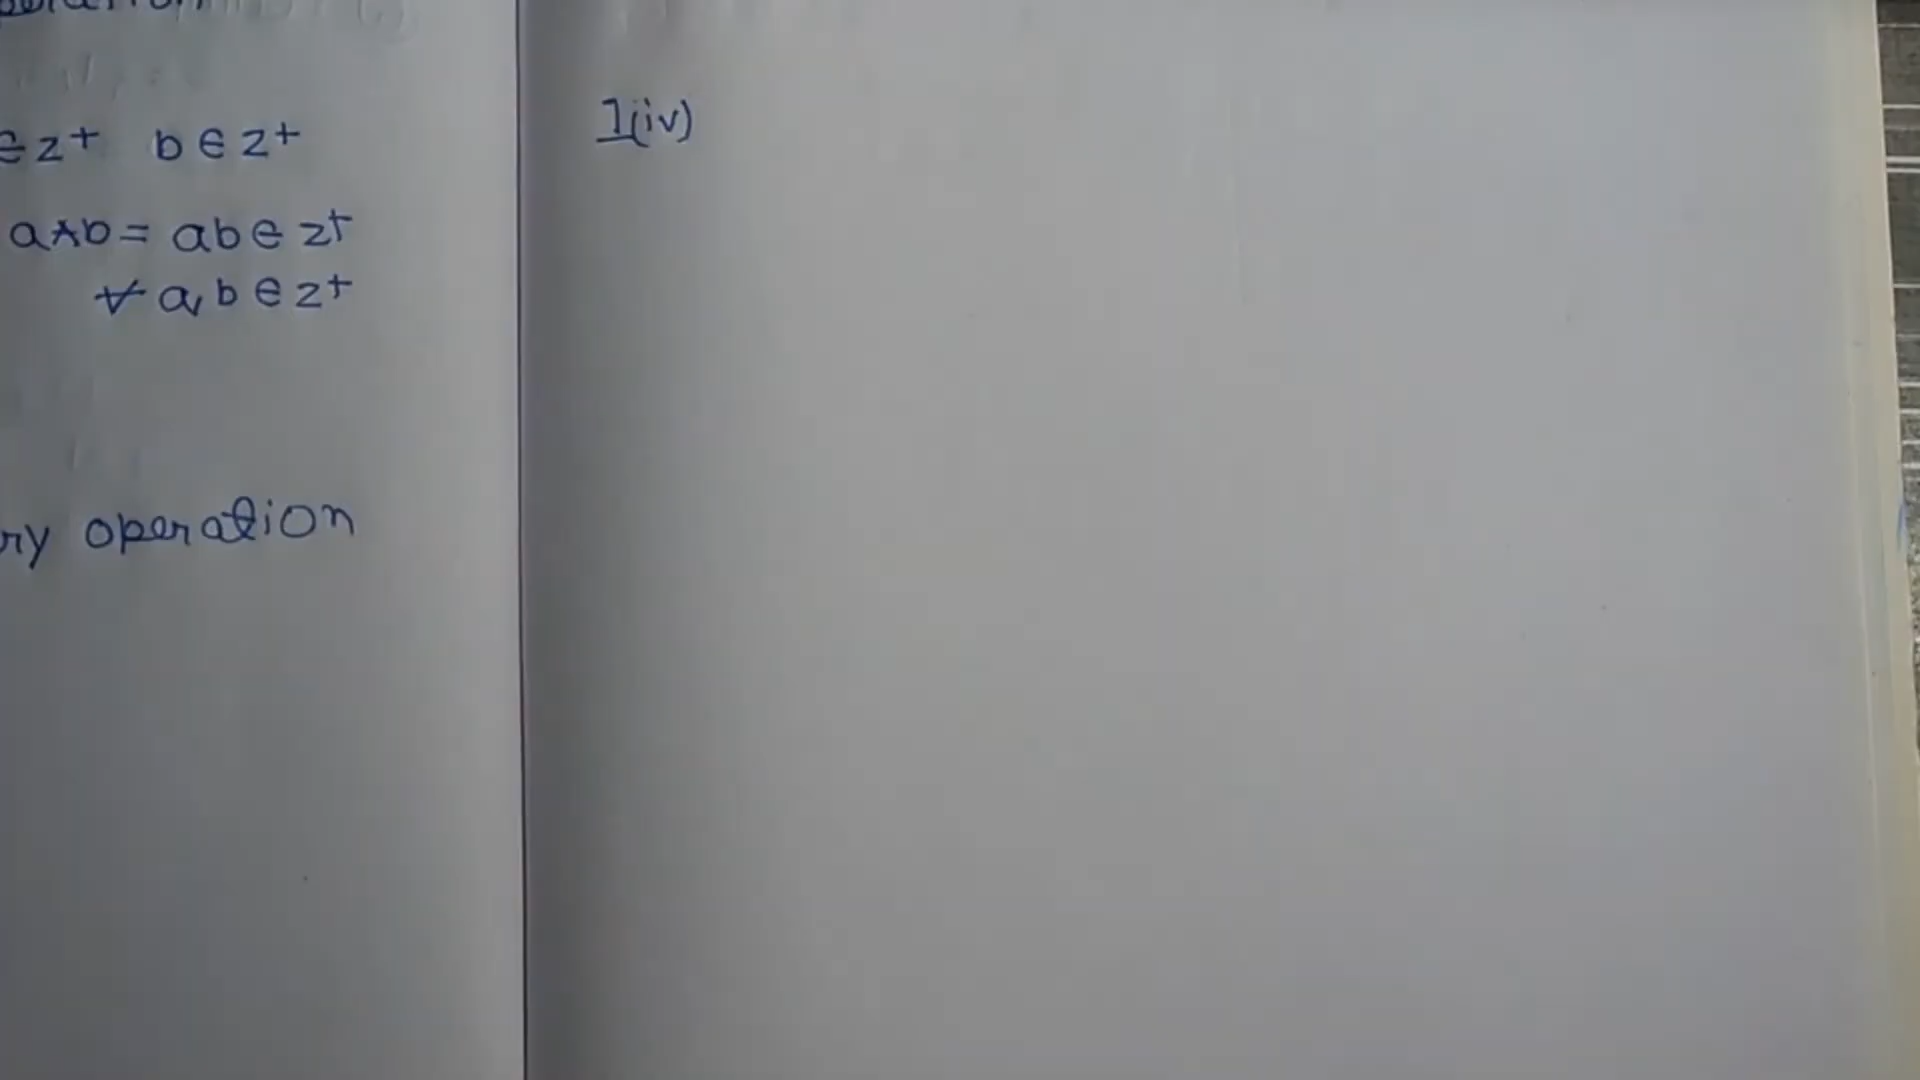 ∈ z⁺ b ∈ z⁺
a*b = ab ∈ z⁺
∀ a, b ∈ z⁺
ry operation
1(iv)